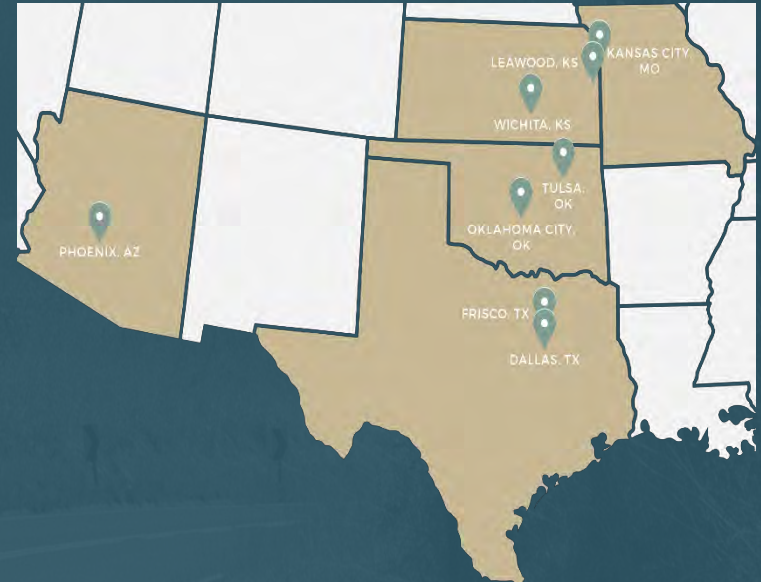 KANSAS CITY
MO
LEAWOOD, KS
WICHITA, KS
TULSA,
OK
OKLAHOMA CITY,
OK
PHOENIX, AZ
FRISCO, TX
DALLAS, TX